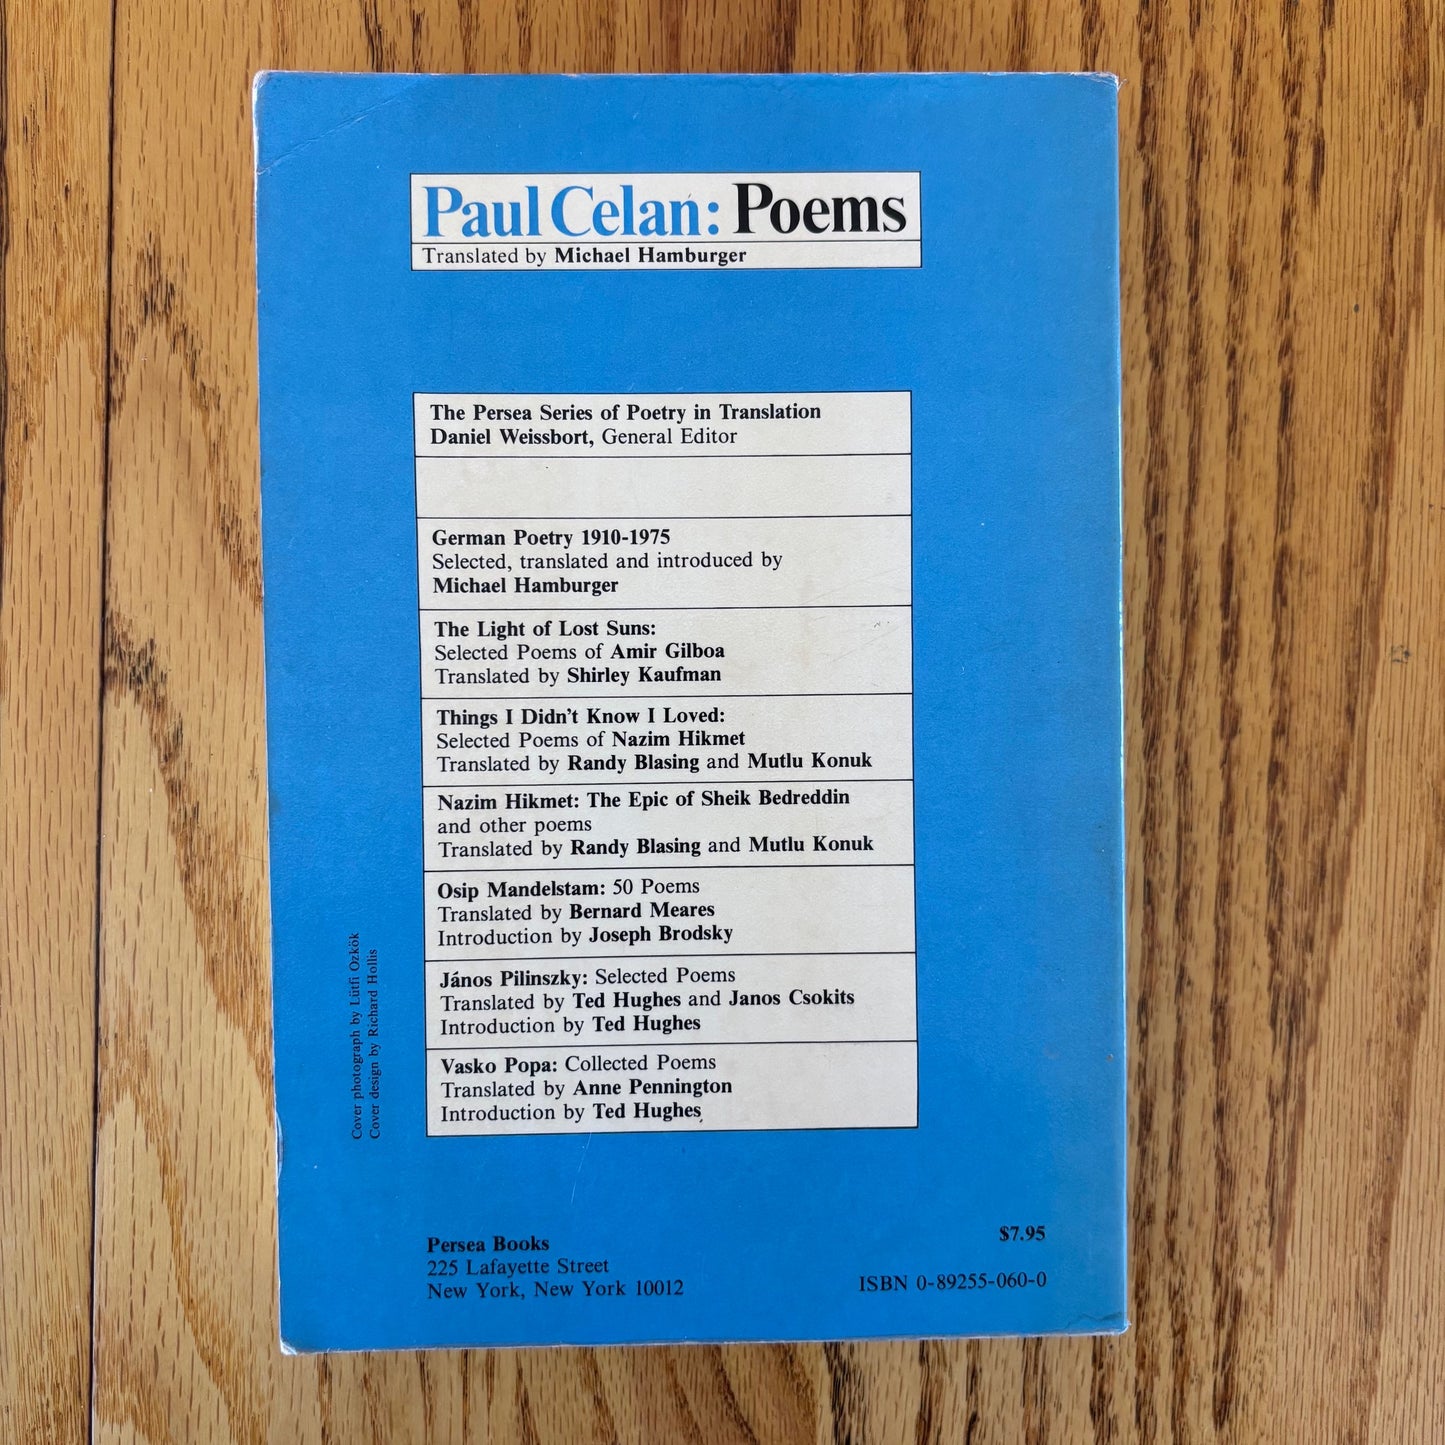 Paul Celan: Poems
Translated by Michael Hamburger
The Persea Series of Poetry in Translation
Daniel Weissbort, General Editor
German Poetry 1910-1975
Selected, translated and introduced by
Michael Hamburger
The Light of Lost Suns:
Selected Poems of Amir Gilboa
Translated by Shirley Kaufman
Things I Didn't Know I Loved:
Selected Poems of Nazim Hikmet
Translated by Randy Blasing and Mutlu Konuk
Nazim Hikmet: The Epic of Sheik Bedreddin
and other poems
Translated by Randy Blasing and Mutlu Konuk
Osip Mandelstam: 50 Poems
Translated by Bernard Meares
Introduction by Joseph Brodsky
János Pilinszky: Selected Poems
Translated by Ted Hughes and Janos Csokits
Introduction by Ted Hughes
Vasko Popa: Collected Poems
Translated by Anne Pennington
Introduction by Ted Hughes
Cover photograph by Lütfi Ozkök
Cover design by Richard Hollis
Persea Books
225 Lafayette Street
New York, New York 10012
$7.95
ISBN 0-89255-060-0